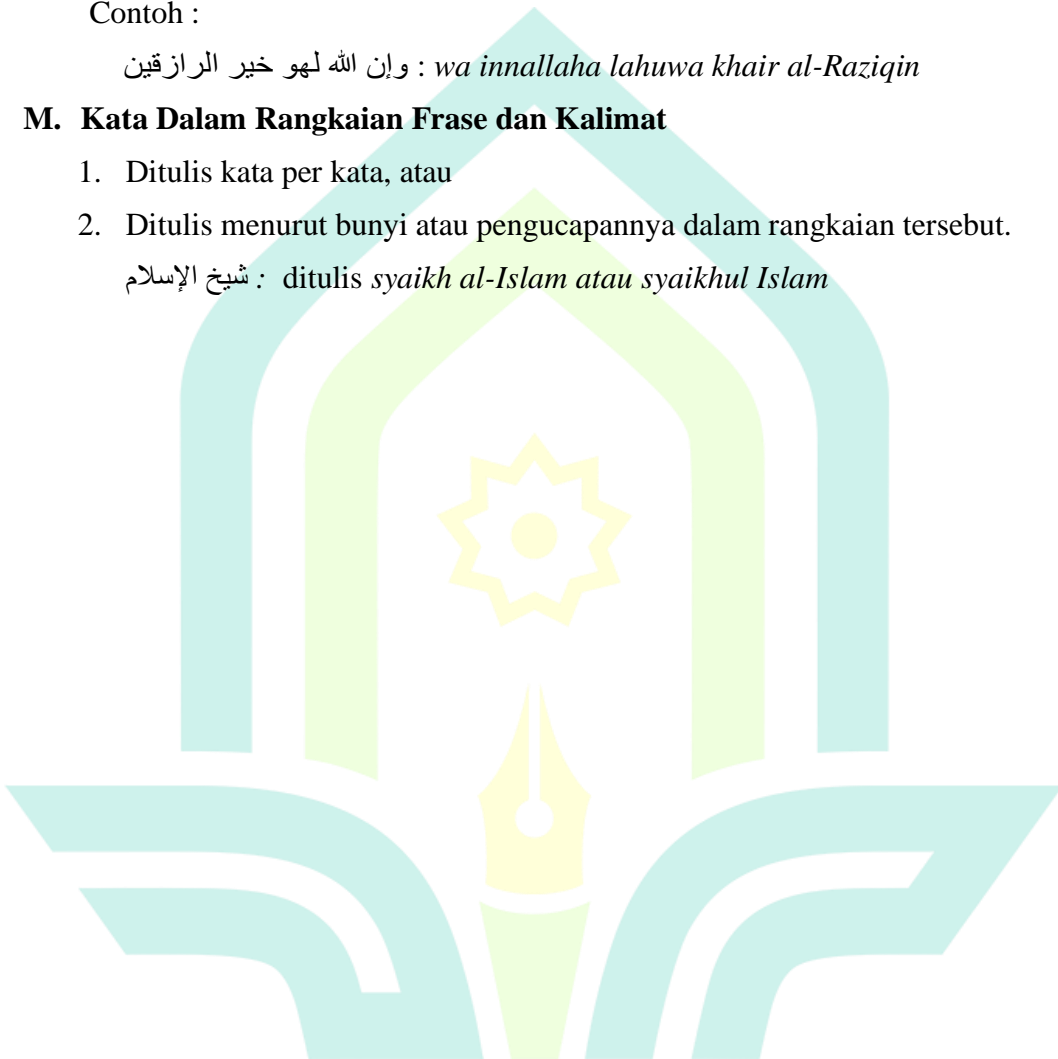 Contoh :
وإن الله لهو خير الرازقين : wa innallaha lahuwa khair al-Raziqin
M. Kata Dalam Rangkaian Frase dan Kalimat
1. Ditulis kata per kata, atau
2. Ditulis menurut bunyi atau pengucapannya dalam rangkaian tersebut.
شيخ الإسلام : ditulis syaikh al-Islam atau syaikhul Islam